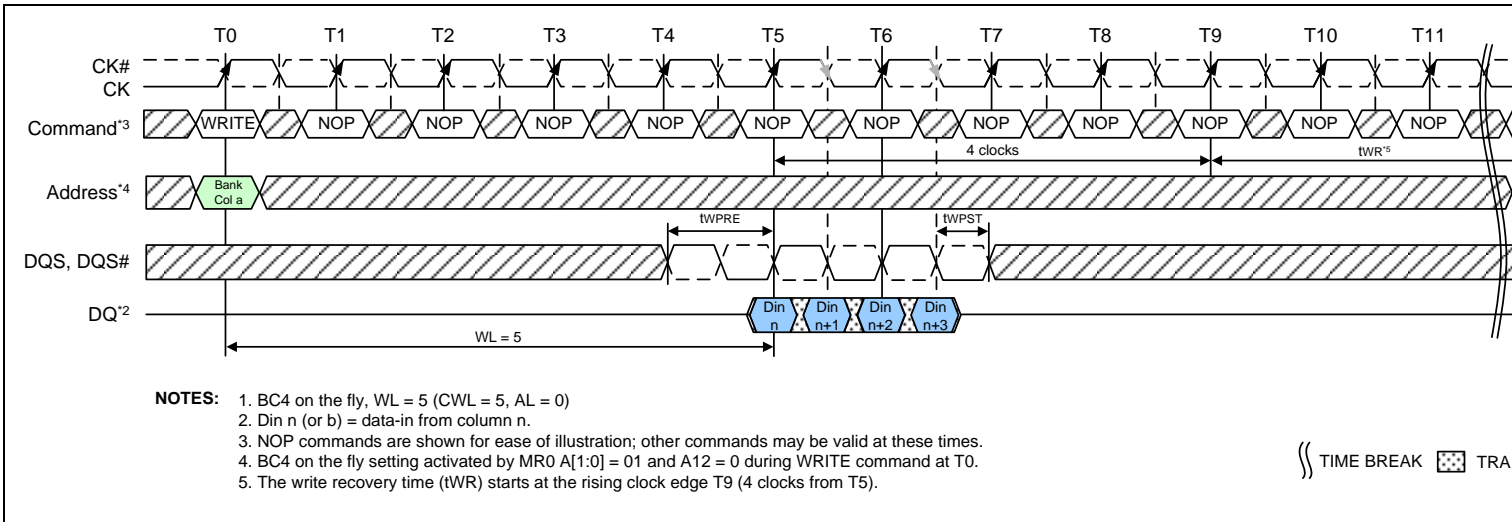 T0 T1 T2 T3 T4 T5 T6 T7 T8 T9 T10 T11
CK#
CK
Command*3 WRITE NOP NOP NOP NOP NOP NOP NOP NOP NOP NOP NOP
4 clocks tWR*5
Address*4 Bank
Col a
tWPRE tWPST
DQS, DQS#
DQ*2 Din n Din n+1 Din n+2 Din n+3
WL = 5
NOTES: 1. BC4 on the fly, WL = 5 (CWL = 5, AL = 0)
2. Din n (or b) = data-in from column n.
3. NOP commands are shown for ease of illustration; other commands may be valid at these times.
4. BC4 on the fly setting activated by MR0 A[1:0] = 01 and A12 = 0 during WRITE command at T0.
5. The write recovery time (tWR) starts at the rising clock edge T9 (4 clocks from T5).
TIME BREAK TRA